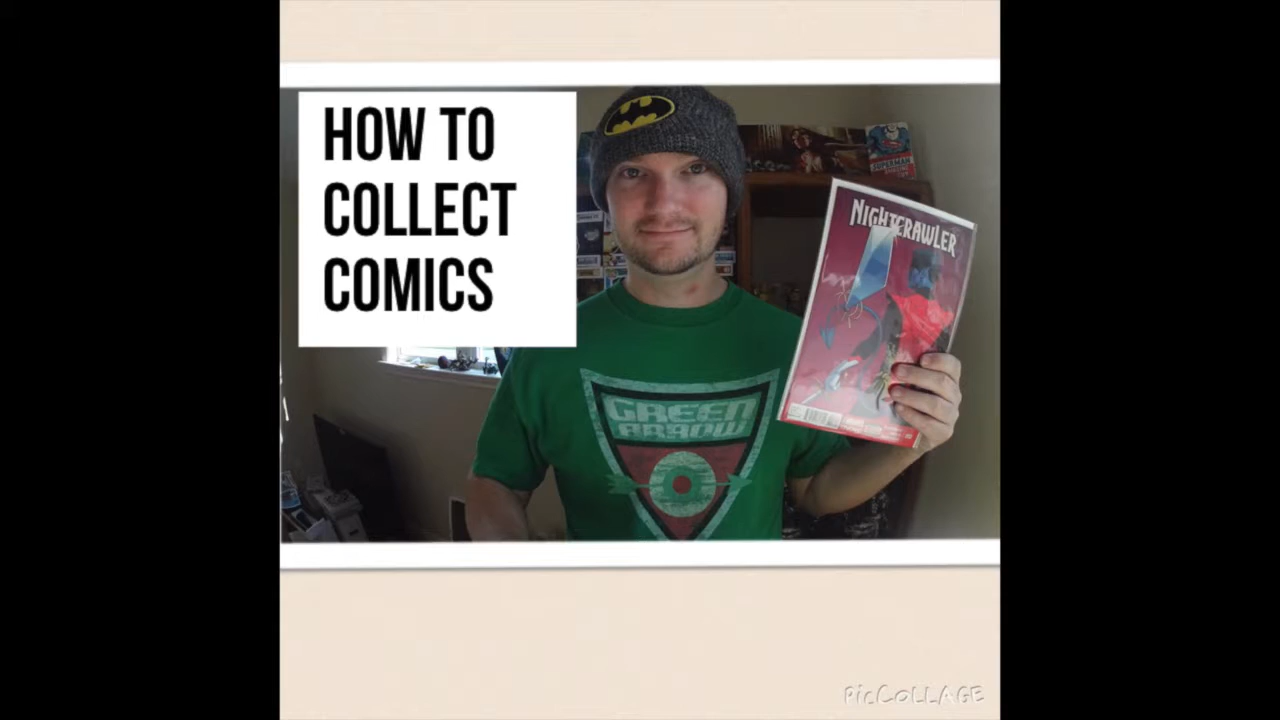 HOW TO
COLLECT
COMICS
SUPERMAN
NIGHTCRAWLER
GREEN
ARROW
PicCOLLAGE